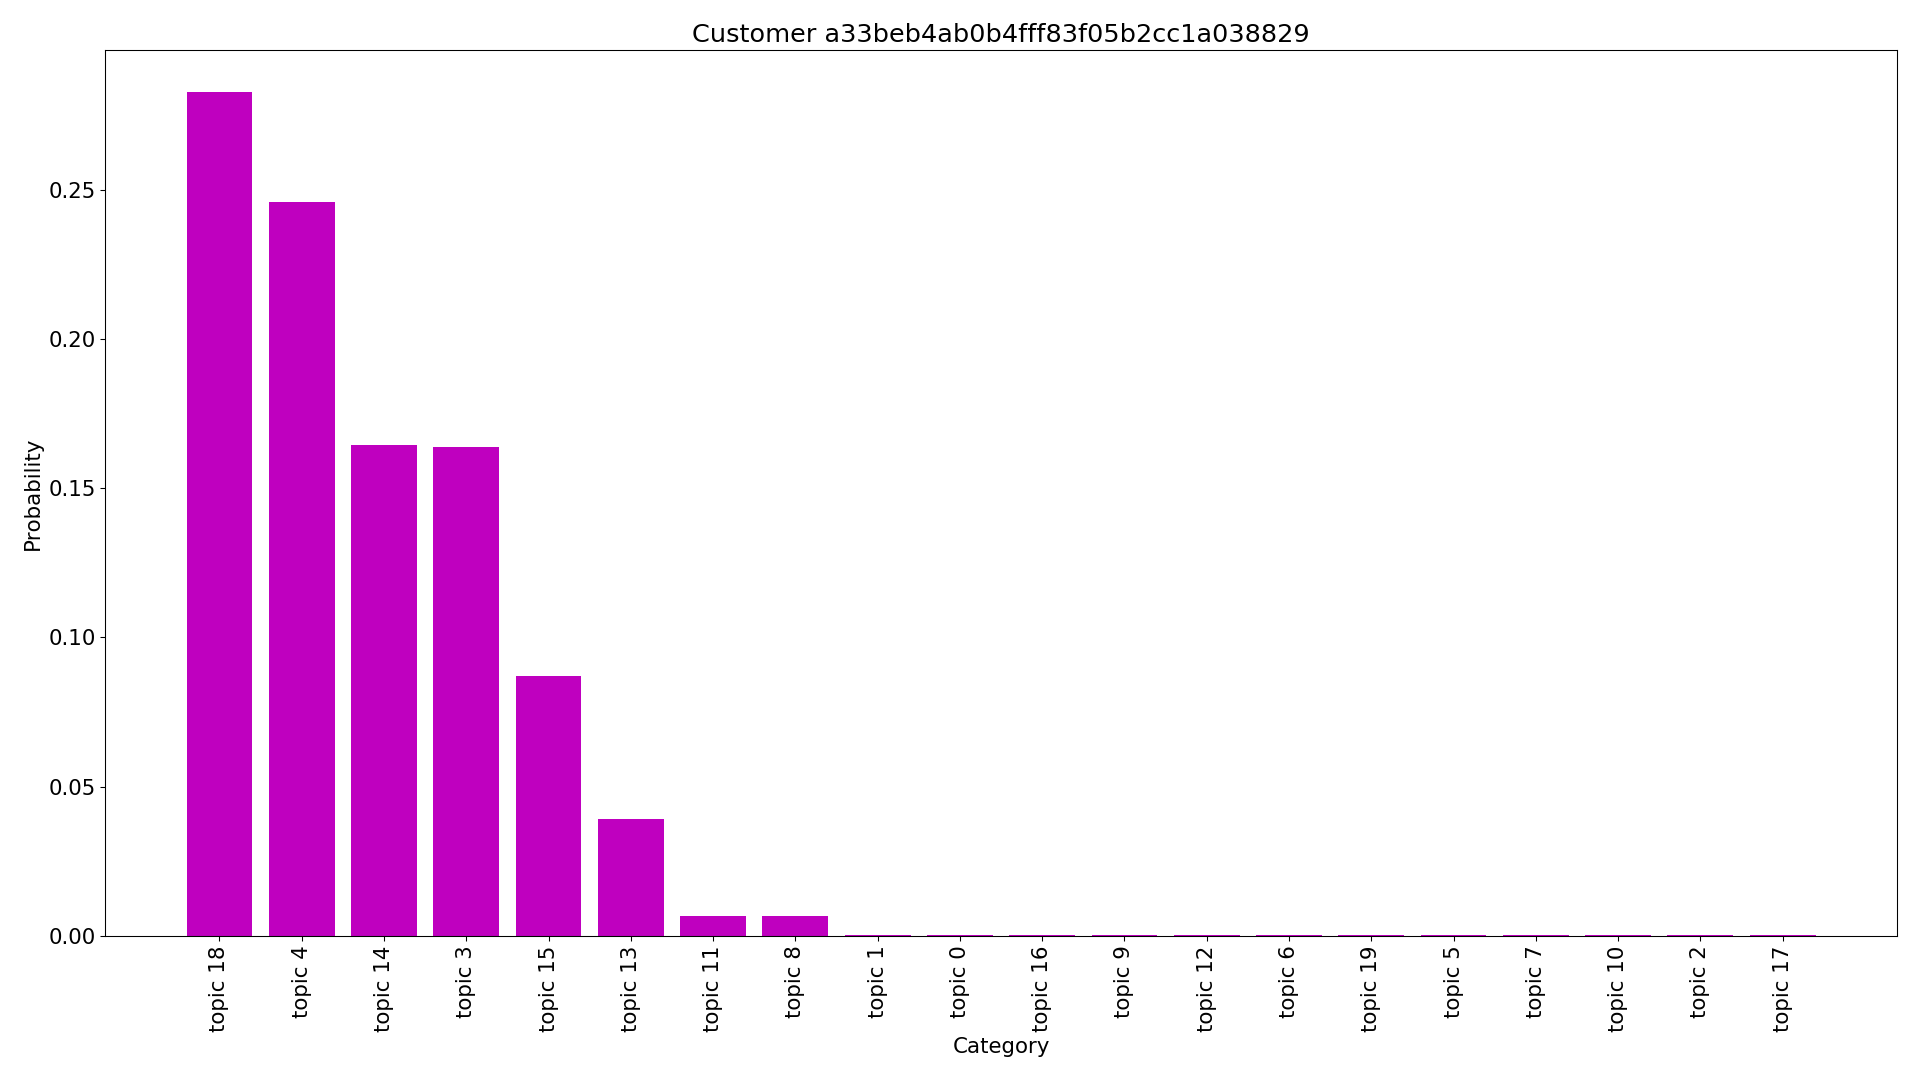 Customer a33beb4ab0b4fff83f05b2cc1a038829
Probability
0.25
0.20
0.15
0.10
0.05
0.00
topic 18
topic 4
topic 14
topic 3
topic 15
topic 13
topic 11
topic 8
topic 1
topic 0
topic 16
topic 9
topic 12
topic 6
topic 19
topic 5
topic 7
topic 10
topic 2
topic 17
Category